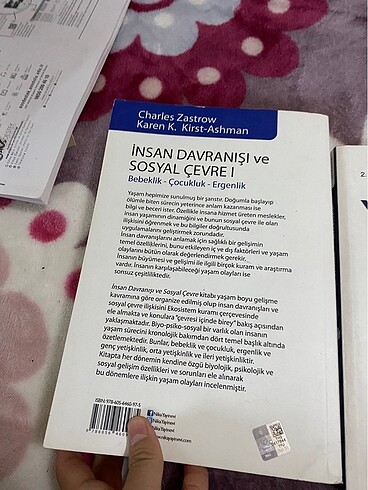 Charles Zastrow
Karen K. Kirst-Ashman
İNSAN DAVRANIŞI ve
SOSYAL ÇEVRE I
Bebeklik - Çocukluk - Ergenlik
Yaşam hepimize sunulmuş bir şanstır. Doğumla başlayıp
ölümle biten sürecin yeterince anlam kazanması ise
bilgi ve beceri ister. Özellikle insana hizmet üreten meslekler,
insan yaşamının dinamiğini ve bunun sosyal çevre ile olan
ilişkisini öğrenmek ve bu bilgiler doğrultusunda
uygulamalarını geliştirmek zorundadır.
İnsan davranışlarını anlamak için sağlıklı bir gelişimin
temel özelliklerini, bunu etkileyen iç ve dış faktörleri ve yaşam
olaylarını bütün olarak değerlendirmek gerekir.
İnsanın büyümesi ve gelişimi ile ilgili birçok kuram ve araştırma
vardır. İnsanın karşılaşabileceği yaşam olayları ise
sonsuz çeşitliliktedir.
İnsan Davranışı ve Sosyal Çevre kitabı yaşam boyu gelişme
kavramına göre organize edilmiş olup insan davranışları ve
sosyal çevre ilişkisini Ekosistem kuramı çerçevesinde
ele almakta ve konulara "çevresi içinde birey" bakış açısından
yaklaşmaktadır. Biyo-psiko-sosyal bir varlık olan insanın
yaşam sürecini kronolojik bakımdan dört temel başlık altında
özetlemektedir. Bunlar, bebeklik ve çocukluk, ergenlik ve
genç yetişkinlik, orta yetişkinlik ve ileri yetişkinliktir.
Kitapta her dönemin kendine özgü biyolojik, psikolojik ve
sosyal gelişim özellikleri ve sorunları ele alınarak
bu dönemlere ilişkin yaşam olayları incelenmiştir.
ISBN: 978-605-4460-97-5
Nika Yayınevi
Nika Yayınevi
2.